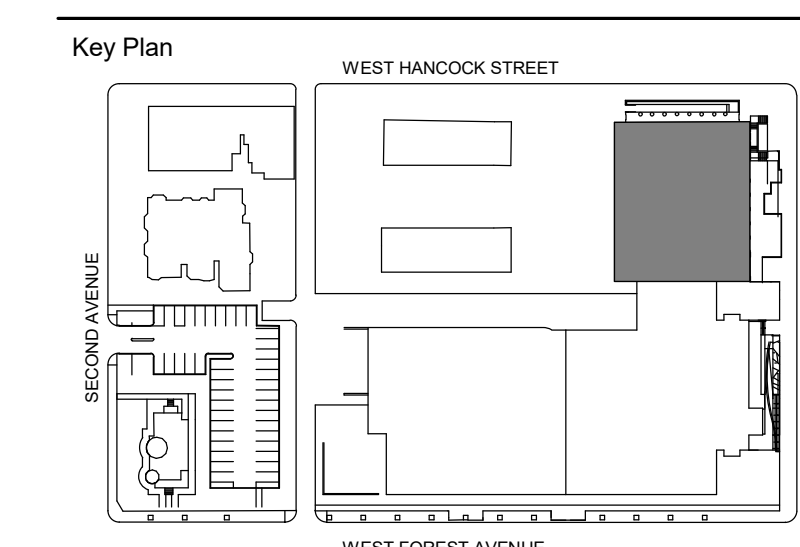 Key Plan
WEST HANCOCK STREET
SECOND AVENUE
WEST FOREST AVENUE